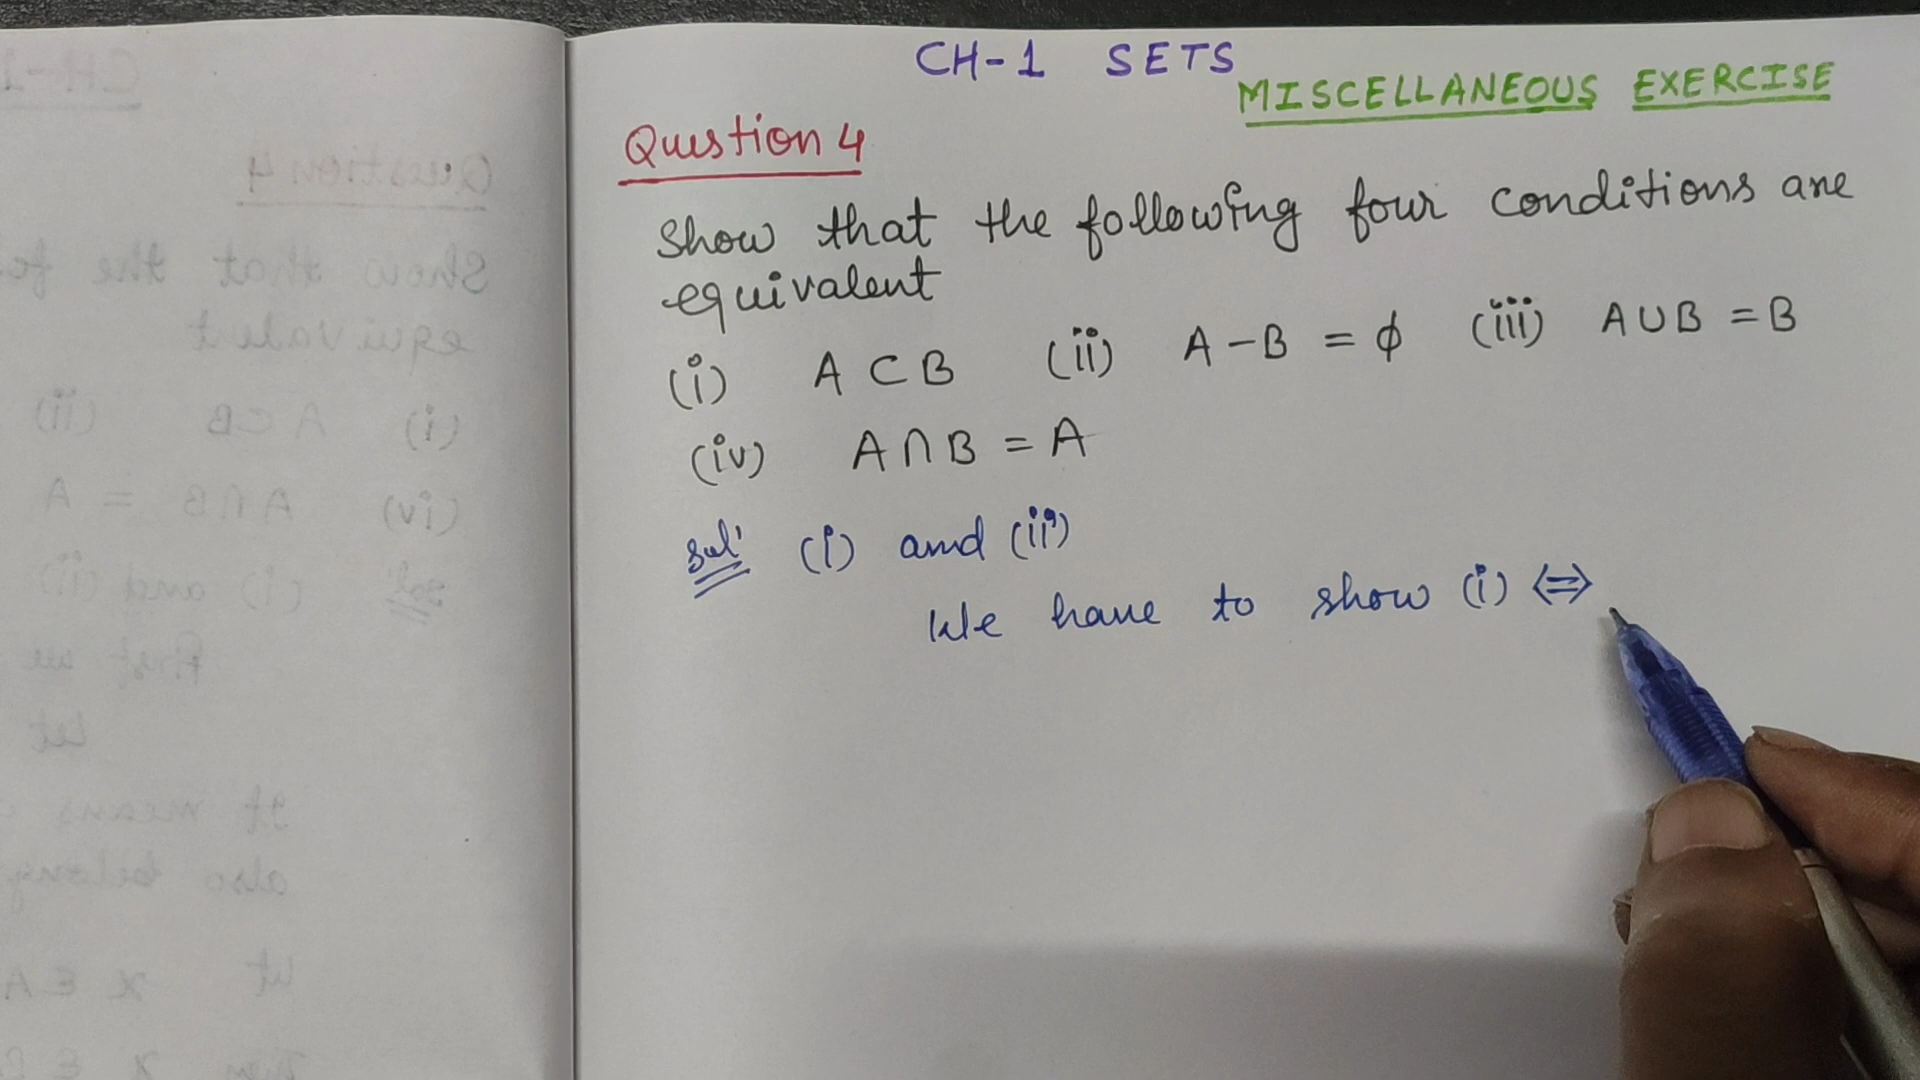 CH-1 SETS
MISCELLANEOUS EXERCISE
Question 4
Show that the following four conditions are
equivalent
(i) A ⊂ B (ii) A – B = ϕ (iii) A ∪ B = B
(iv) A ∩ B = A
sol' (i) and (ii)
We have to show (i) ⇔